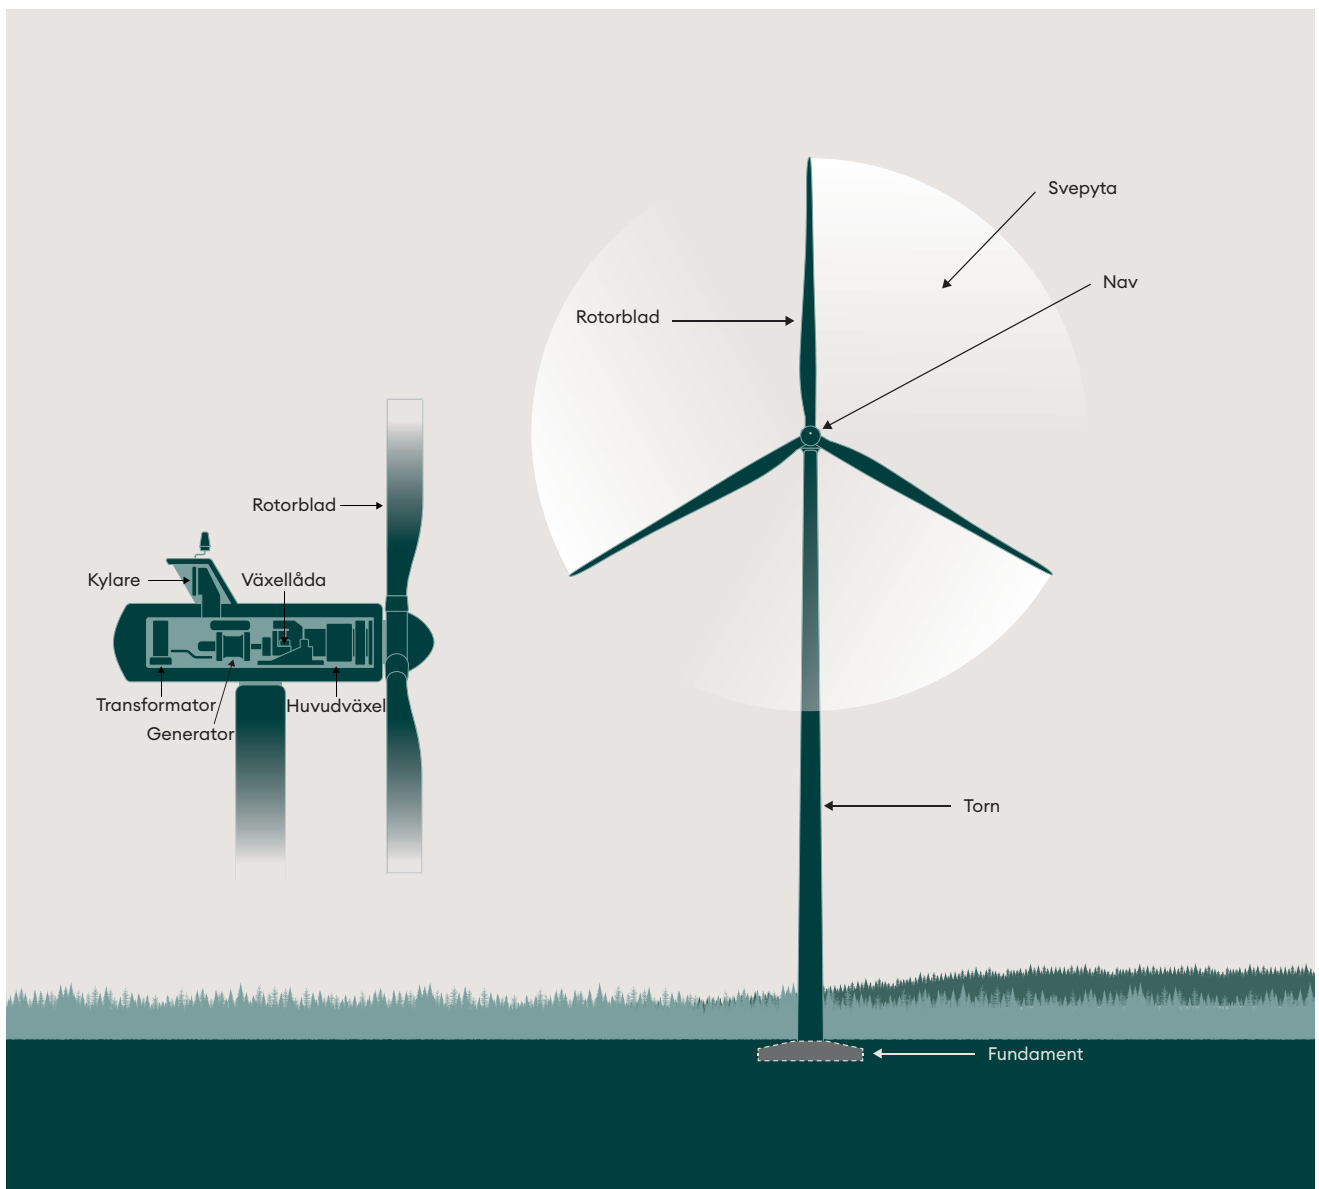 Svepyta
Nav
Rotorblad
Rotorblad
Kylare
Växellåda
Transformator
Huvudväxel
Generator
Torn
Fundament